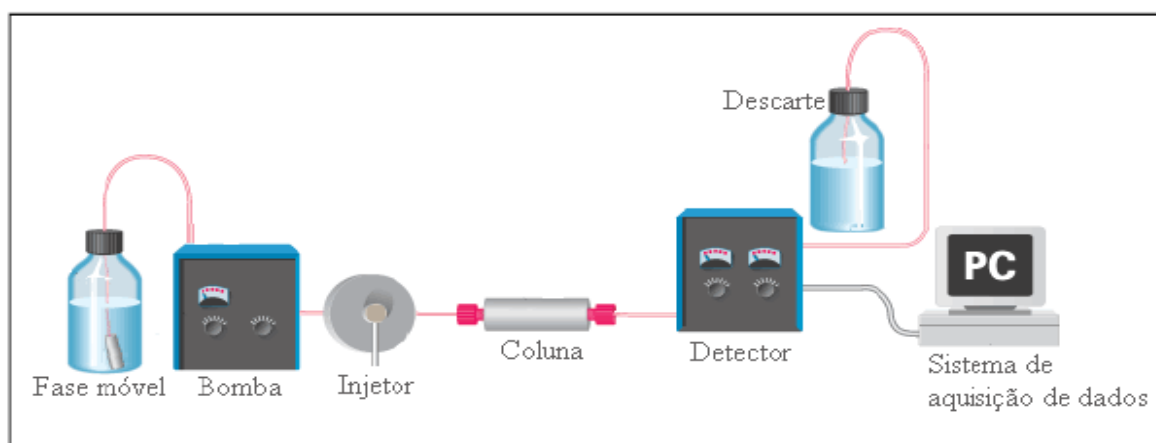 Descarte
PC
Fase móvel
Bomba
Injetor
Coluna
Detector
Sistema de
aquisição de dados